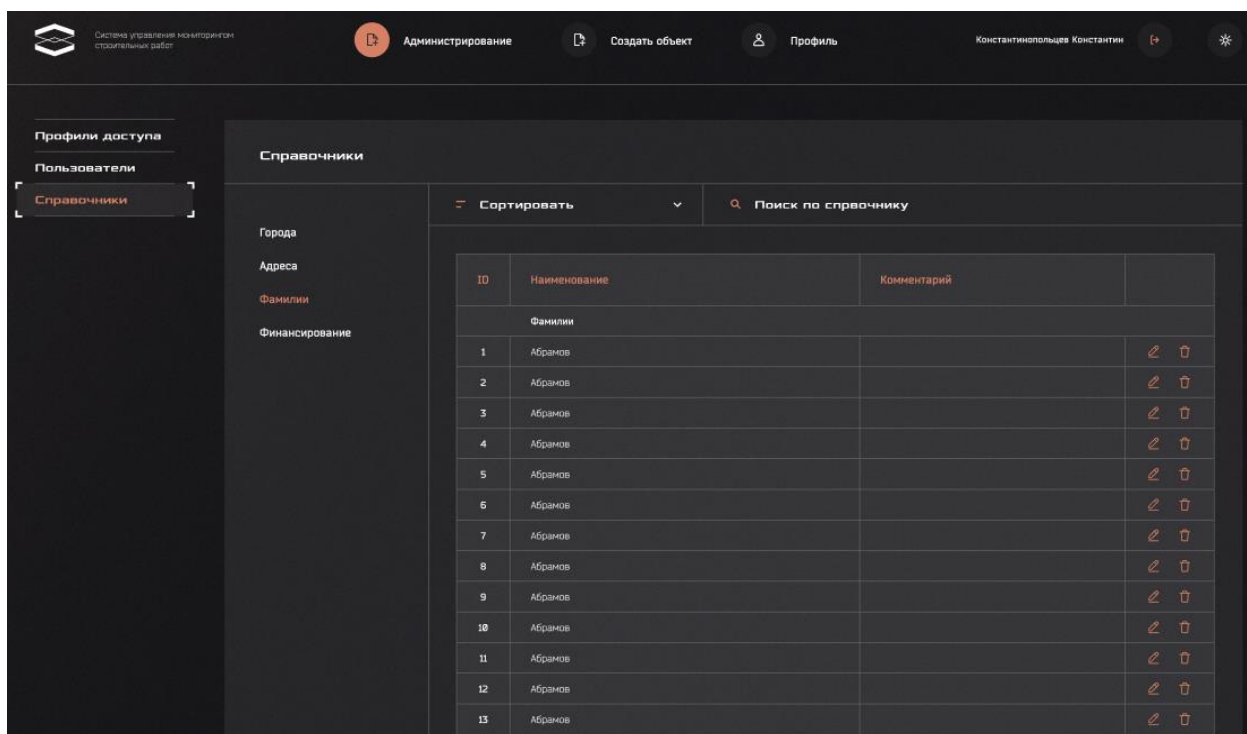 Система управления мониторингом
строительных работ
Администрирование
Создать объект
Профиль
Константинопольцев Константин
Профили доступа
Пользователи
Справочники
Справочники
Города
Адреса
Фамилии
Финансирование
Сортировать
Поиск по спрвочнику
ID Наименование Комментарий
Фамилии
1 Абрамов
2 Абрамов
3 Абрамов
4 Абрамов
5 Абрамов
6 Абрамов
7 Абрамов
8 Абрамов
9 Абрамов
10 Абрамов
11 Абрамов
12 Абрамов
13 Абрамов